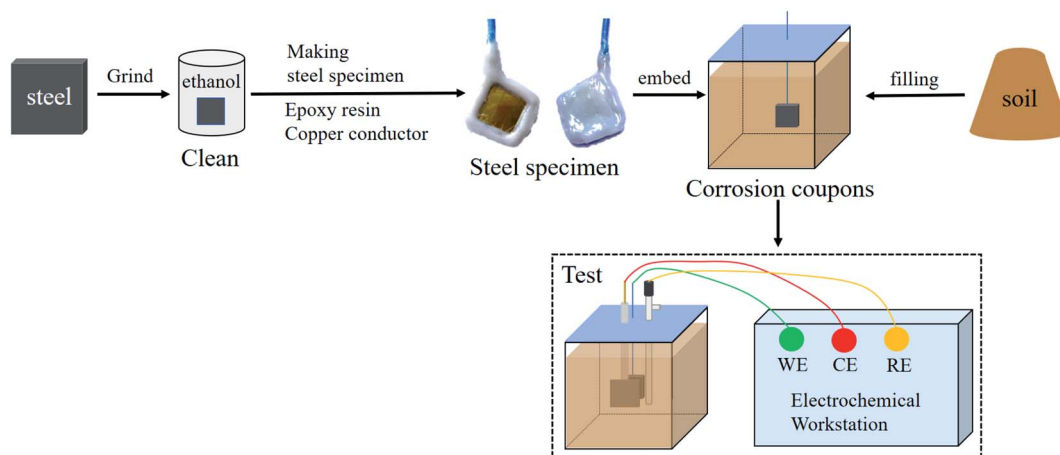 steel
Grind
ethanol
Clean
Making
steel specimen
Epoxy resin
Copper conductor
Steel specimen
embed
Corrosion coupons
filling
soil
Test
WE
CE
RE
Electrochemical
Workstation